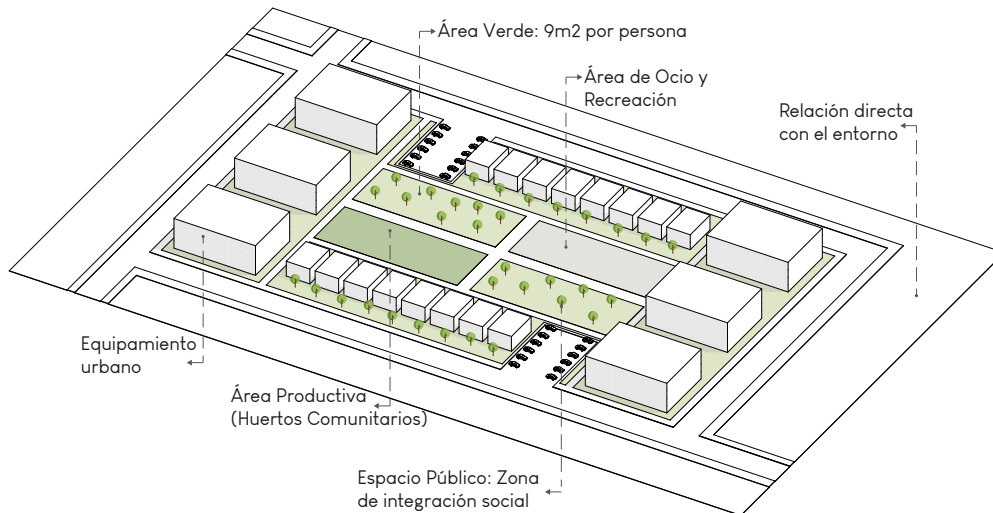 Área Verde: 9m2 por persona
Área de Ocio y
Recreación
Relación directa
con el entorno
Equipamiento
urbano
Área Productiva
(Huertos Comunitarios)
Espacio Público: Zona
de integración social